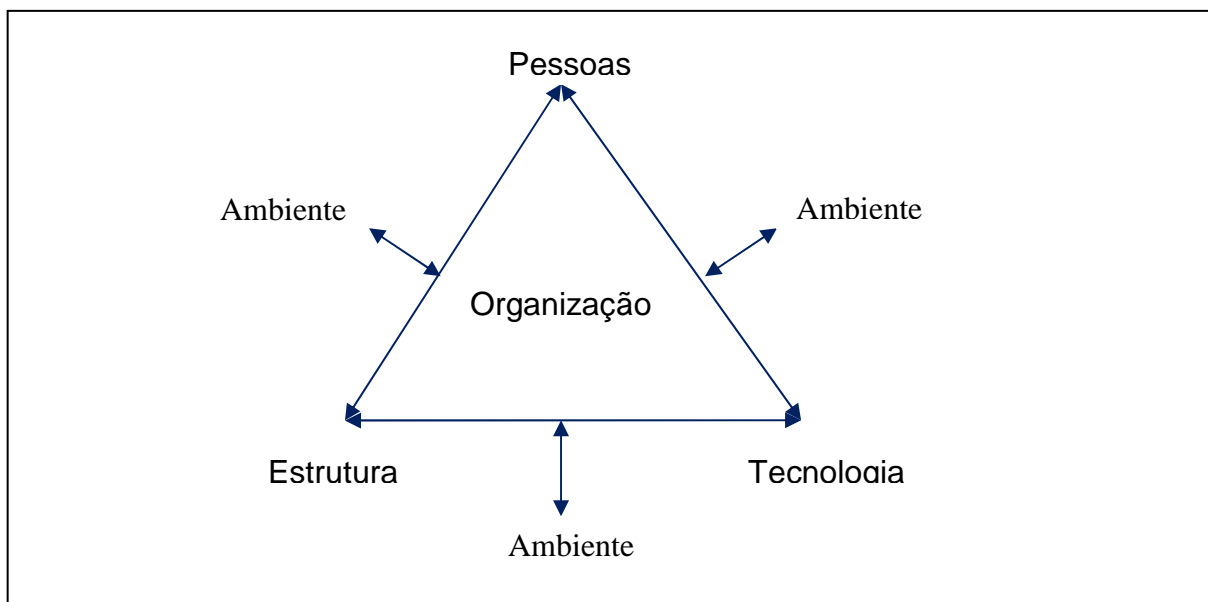 Pessoas
Ambiente
Ambiente
Organização
Estrutura
Tecnologia
Ambiente